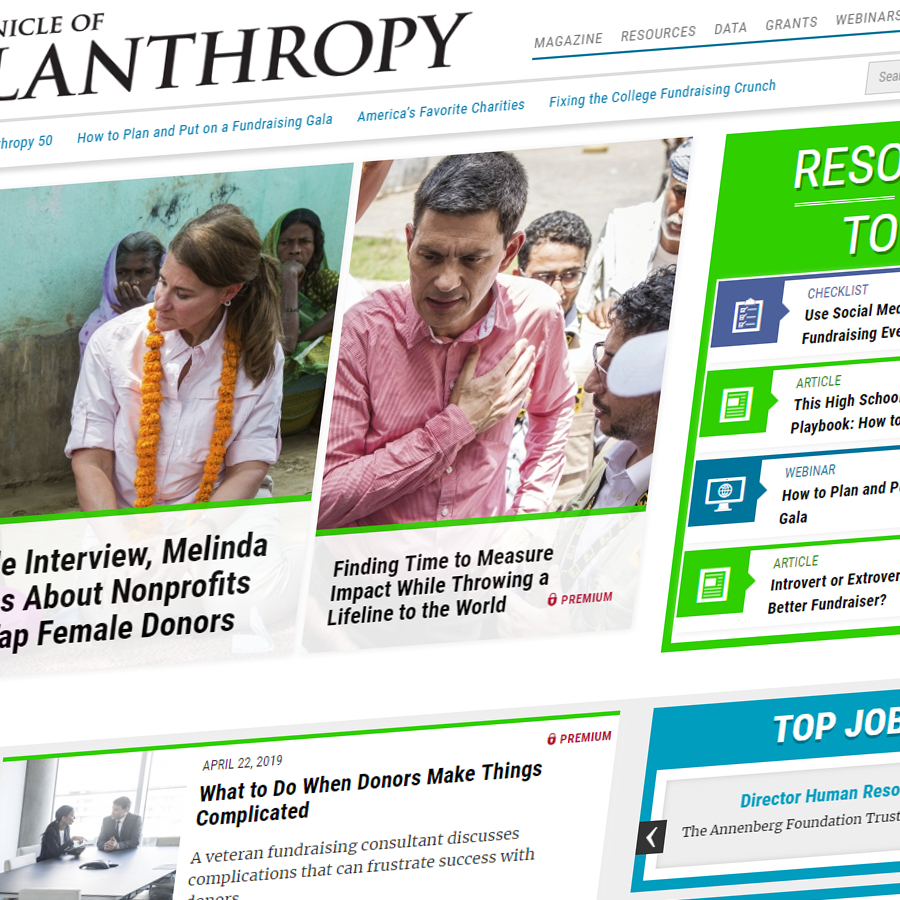 NICLE OF
LANTHROPY
MAGAZINE RESOURCES DATA GRANTS WEBINARS
Sea
hropy 50 How to Plan and Put on a Fundraising Gala America's Favorite Charities Fixing the College Fundraising Crunch
RESO
TO
CHECKLIST
Use Social Med
Fundraising Eve
ARTICLE
This High School
Playbook: How to
WEBINAR
How to Plan and P
Gala
ARTICLE
Introvert or Extrover
Better Fundraiser?
e Interview, Melinda
s About Nonprofits
ap Female Donors
Finding Time to Measure
Impact While Throwing a
Lifeline to the World PREMIUM
PREMIUM
APRIL 22, 2019
What to Do When Donors Make Things
Complicated
A veteran fundraising consultant discusses
complications that can frustrate success with
donors
TOP JOB
Director Human Reso
The Annenberg Foundation Trust